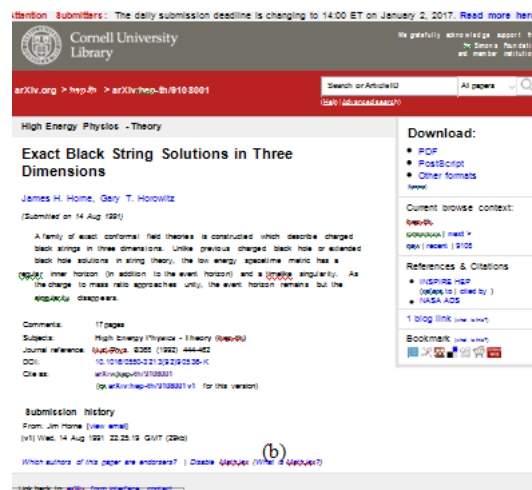 Attention Submitters: The daily submission deadline is changing to 14:00 ET on January 2, 2017. Read more here
Cornell University
Library
We gratefully acknowledge support from
the Simons Foundation
and member institutions
arXiv.org > hep-th > arXiv:hep-th/9108001
Search or Article ID
All papers
(Help | Advanced search)
High Energy Physics - Theory
Exact Black String Solutions in Three
Dimensions
James H. Horne, Gary T. Horowitz
(Submitted on 14 Aug 1991)
A family of exact conformal field theories is constructed which describe charged
black strings in three dimensions. Unlike previous charged black hole or extended
black hole solutions in string theory, the low energy spacetime metric has a
regular inner horizon (in addition to the event horizon) and a timelike singularity. As
the charge to mass ratio approaches unity, the event horizon remains but the
singularity disappears.
Comments: 17 pages
Subjects: High Energy Physics - Theory (hep-th)
Journal reference: Nucl.Phys. B368 (1992) 444-462
DOI: 10.1016/0550-3213(92)90536-K
Cite as: arXiv:hep-th/9108001
(or arXiv:hep-th/9108001v1 for this version)
Submission history
From: Jim Horne [view email]
[v1] Wed, 14 Aug 1991 22:25:19 GMT (29kb)
Which authors of this paper are endorsers? | Disable MathJax (What is MathJax?)
(b)
Link back to: arXiv, form interface, contact.
Download:
PDF
PostScript
Other formats
(license)
Current browse context:
hep-th
< previous | next >
new | recent | 9108
References & Citations
INSPIRE HEP
(refers to | cited by )
NASA ADS
1 blog link (what is this?)
Bookmark (what is this?)